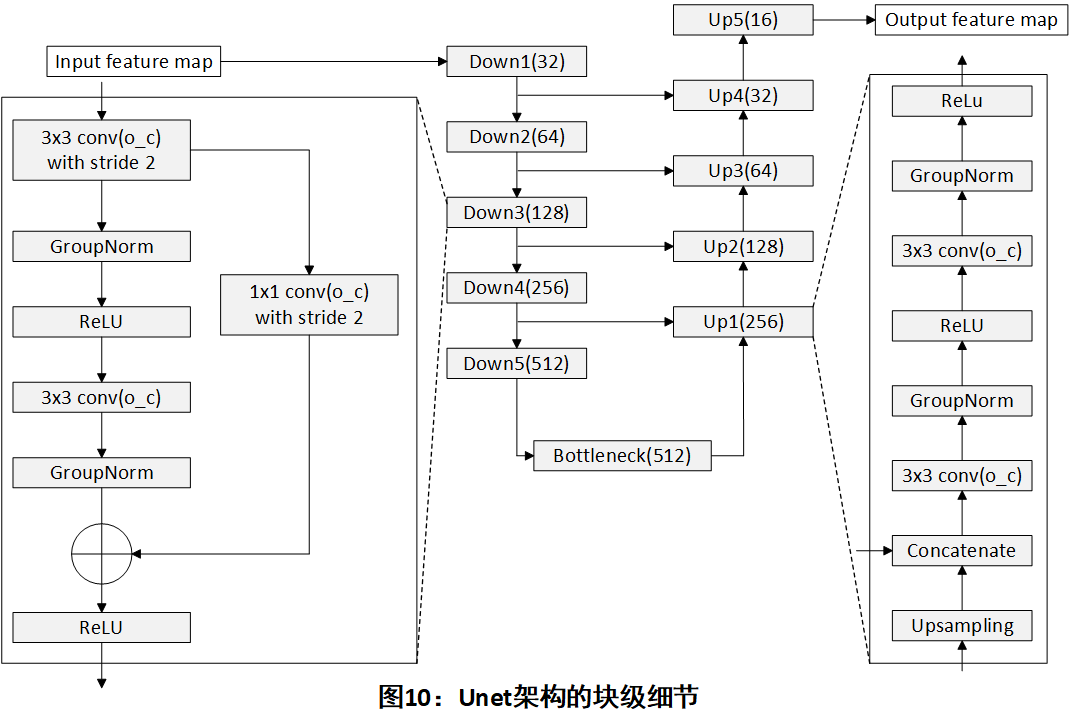 Input feature map
3x3 conv(o_c)
with stride 2
GroupNorm
ReLU
3x3 conv(o_c)
GroupNorm
ReLU
1x1 conv(o_c)
with stride 2
Down1(32)
Down2(64)
Down3(128)
Down4(256)
Down5(512)
Bottleneck(512)
Up5(16)
Up4(32)
Up3(64)
Up2(128)
Up1(256)
Output feature map
ReLu
GroupNorm
3x3 conv(o_c)
ReLU
GroupNorm
3x3 conv(o_c)
Concatenate
Upsampling
图10：Unet架构的块级细节